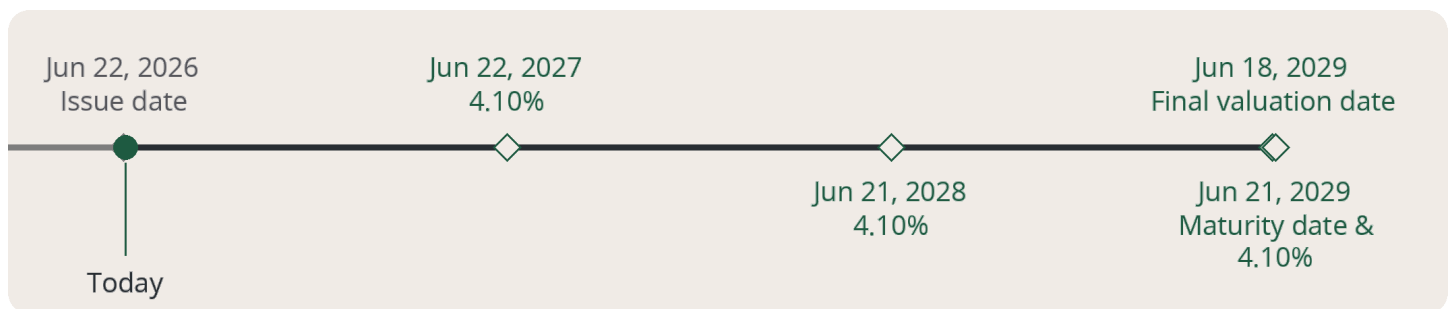 Jun 22, 2026
Issue date
Jun 22, 2027
4.10%
Jun 18, 2029
Final valuation date
Jun 21, 2028
4.10%
Jun 21, 2029
Maturity date &
4.10%
Today